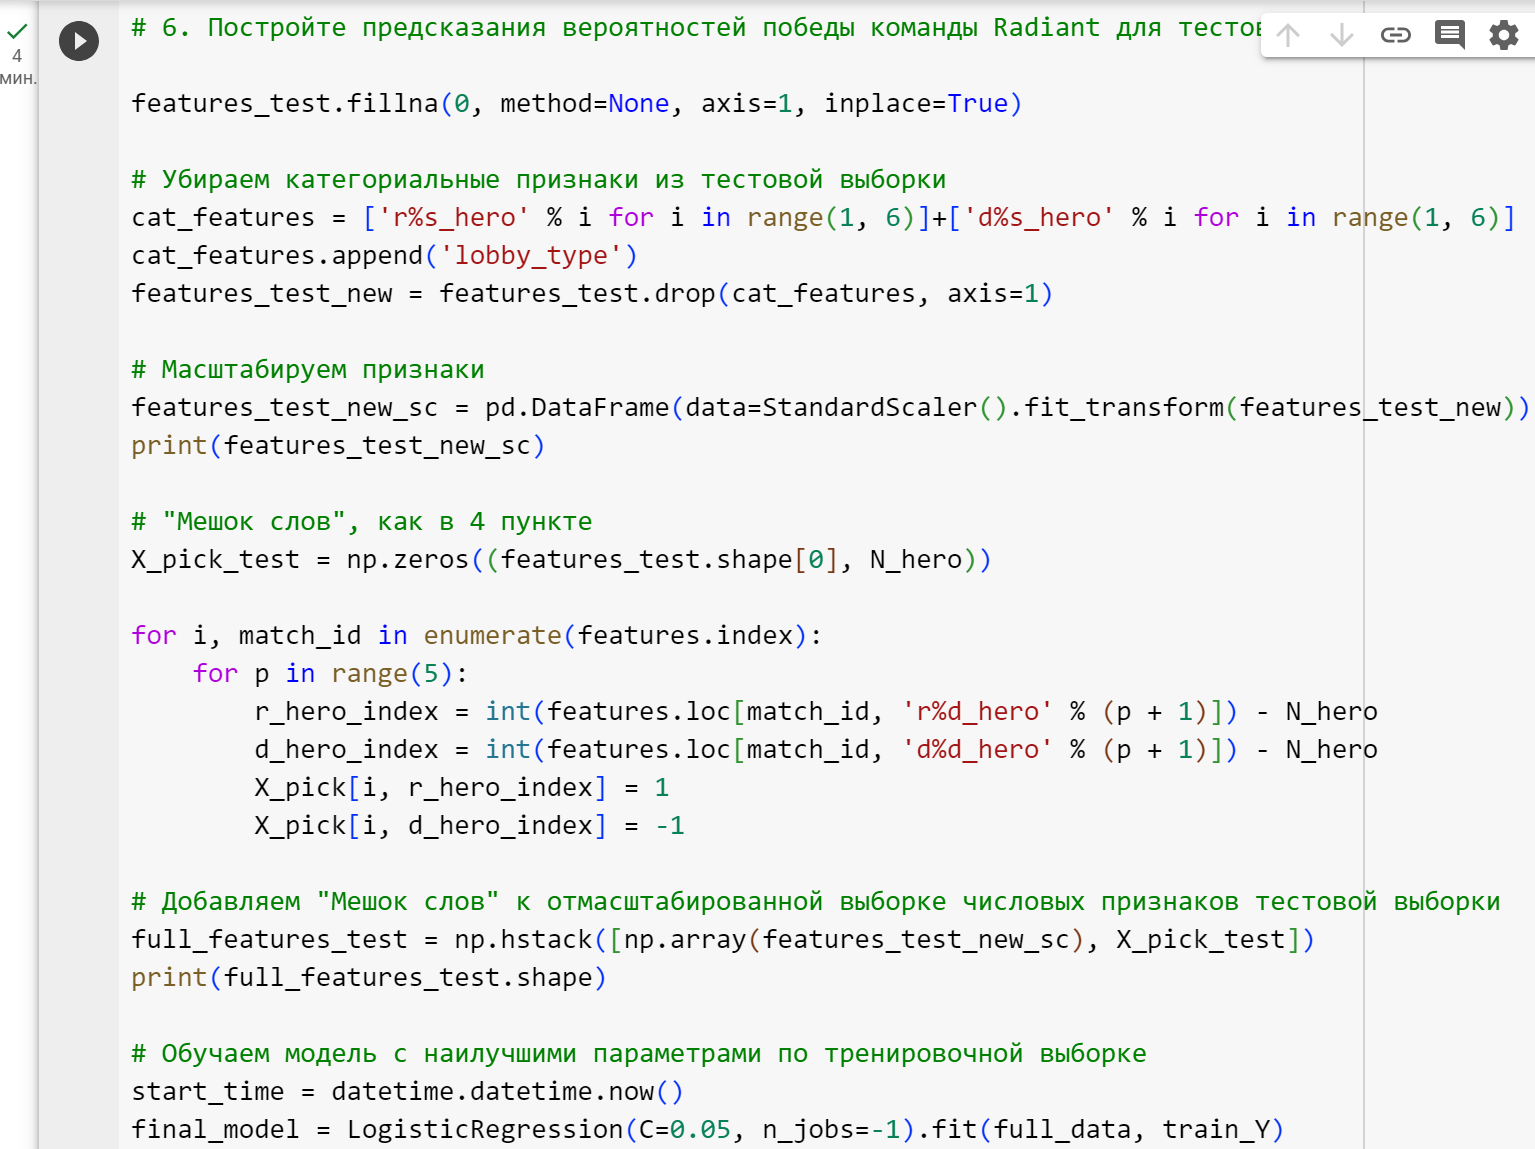 4
мин.
# 6. Постройте предсказания вероятностей победы команды Radiant для
features_test.fillna(0, method=None, axis=1, inplace=True)
# Убираем категориальные признаки из тестовой выборки
cat_features = ['r%s_hero' % i for i in range(1, 6)]+['d%s_hero' % i for i in range(1, 6)]
cat_features.append('lobby_type')
features_test_new = features_test.drop(cat_features, axis=1)
# Масштабируем признаки
features_test_new_sc = pd.DataFrame(data=StandardScaler().fit_transform(features_test_new))
print(features_test_new_sc)
# "Мешок слов", как в 4 пункте
X_pick_test = np.zeros((features_test.shape[0], N_hero))
for i, match_id in enumerate(features.index):
    for p in range(5):
        r_hero_index = int(features.loc[match_id, 'r%d_hero' % (p + 1)]) - N_hero
        d_hero_index = int(features.loc[match_id, 'd%d_hero' % (p + 1)]) - N_hero
        X_pick[i, r_hero_index] = 1
        X_pick[i, d_hero_index] = -1
# Добавляем "Мешок слов" к отмасштабированной выборке числовых признаков тестовой выборки
full_features_test = np.hstack([np.array(features_test_new_sc), X_pick_test])
print(full_features_test.shape)
# Обучаем модель с наилучшими параметрами по тренировочной выборке
start_time = datetime.datetime.now()
final_model = LogisticRegression(C=0.05, n_jobs=-1).fit(full_data, train_Y)